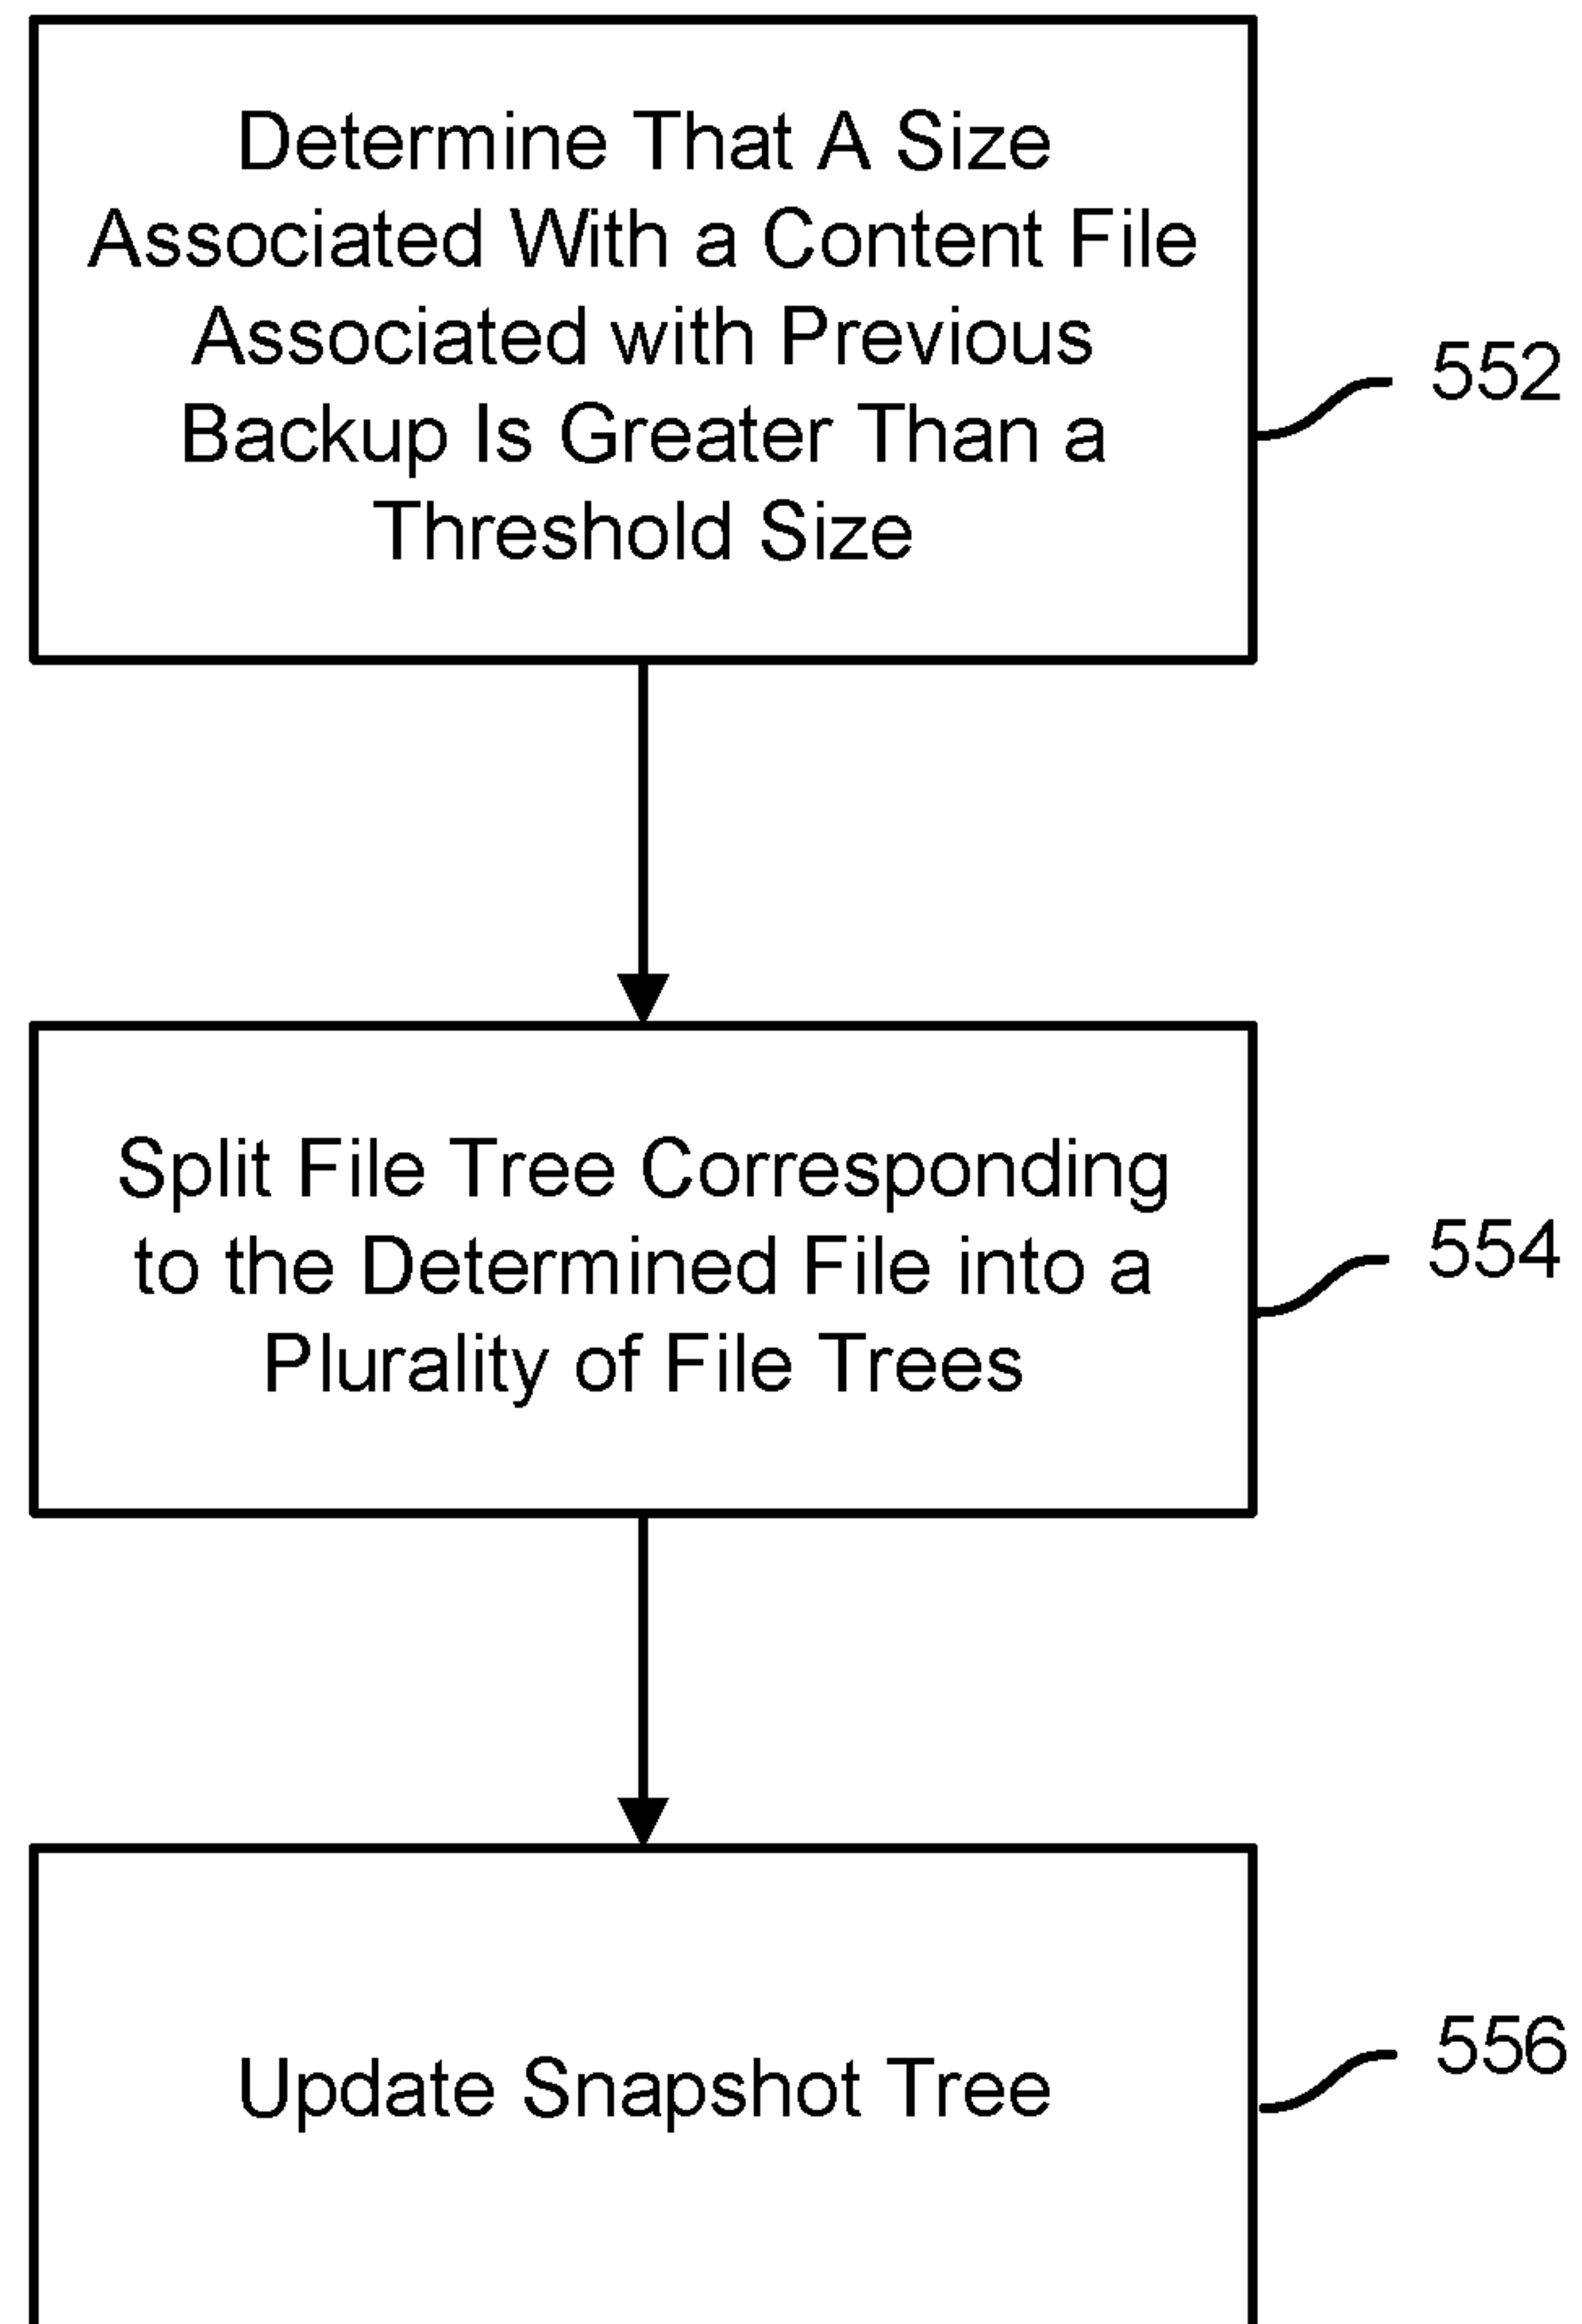 Determine That A Size
Associated With a Content File
Associated with Previous
Backup Is Greater Than a
Threshold Size
552
Split File Tree Corresponding
to the Determined File into a
Plurality of File Trees
554
Update Snapshot Tree
556